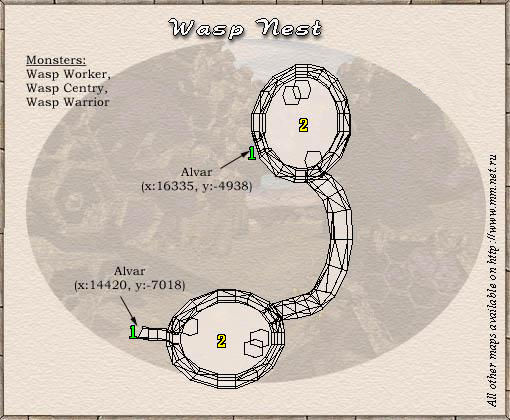 Wasp Nest
Monsters:
Wasp Worker,
Wasp Centry,
Wasp Warrior
2
1
Alvar
(x:16335, y:-4938)
Alvar
(x:14420, y:-7018)
1
2
All other maps available on http://www.mm.net.ru